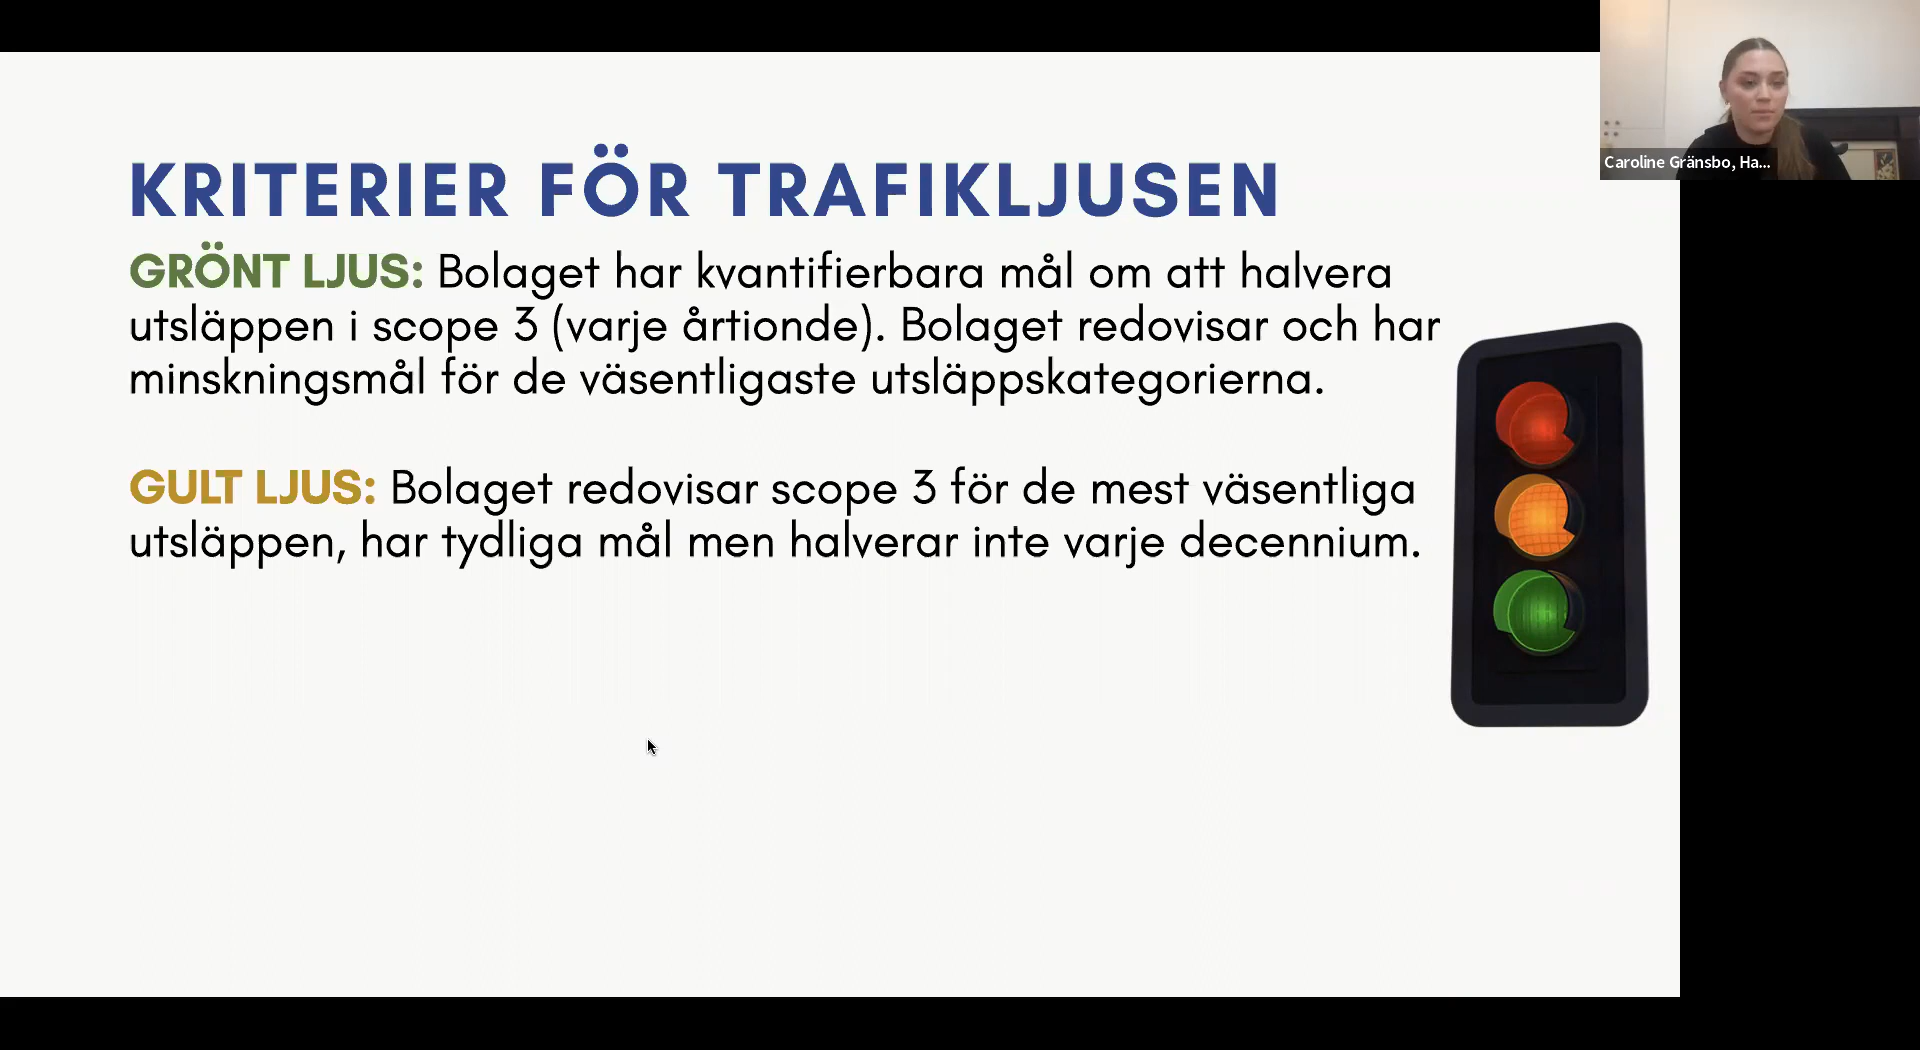 KRITERIER FÖR TRAFIKLJUSEN
GRÖNT LJUS: Bolaget har kvantifierbara mål om att halvera
utsläppen i scope 3 (varje årtionde). Bolaget redovisar och har
minskningsmål för de väsentligaste utsläppskategorierna.
GULT LJUS: Bolaget redovisar scope 3 för de mest väsentliga
utsläppen, har tydliga mål men halverar inte varje decennium.
Caroline Gränsbo, Ha...